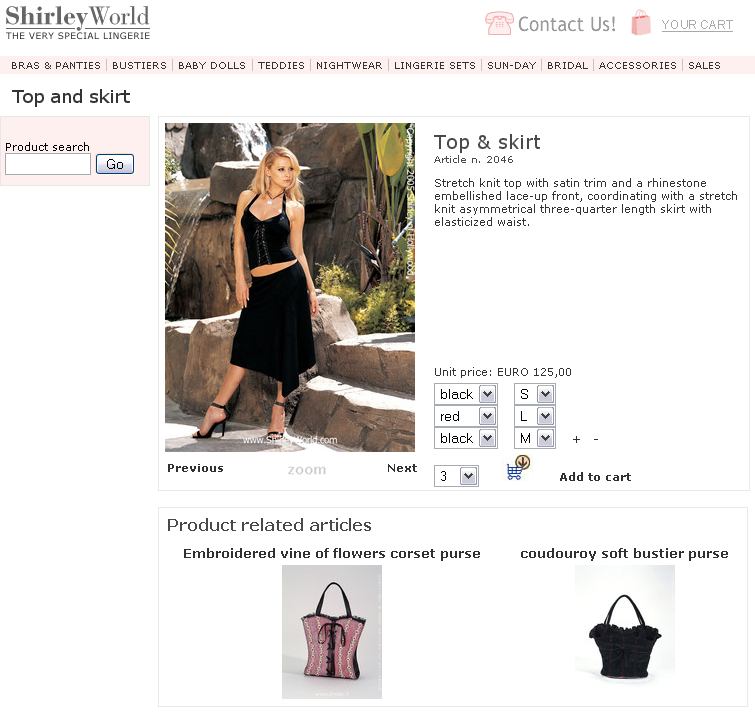 ShirleyWorld
THE VERY SPECIAL LINGERIE
Contact Us!
YOUR CART
BRAS & PANTIES | BUSTIERS | BABY DOLLS | TEDDIES | NIGHTWEAR | LINGERIE SETS | SUN-DAY | BRIDAL | ACCESSORIES | SALES
Top and skirt
Product search
Go
Copyright 2005 Shirley of Hollywood
www.ShirleyWorld.com
Previous
zoom
Next
Top & skirt
Article n. 2046
Stretch knit top with satin trim and a rhinestone
embellished lace-up front, coordinating with a stretch
knit asymmetrical three-quarter length skirt with
elasticized waist.
Unit price: EURO 125,00
black S
red L
black M + -
3
Add to cart
Product related articles
Embroidered vine of flowers corset purse
coudouroy soft bustier purse